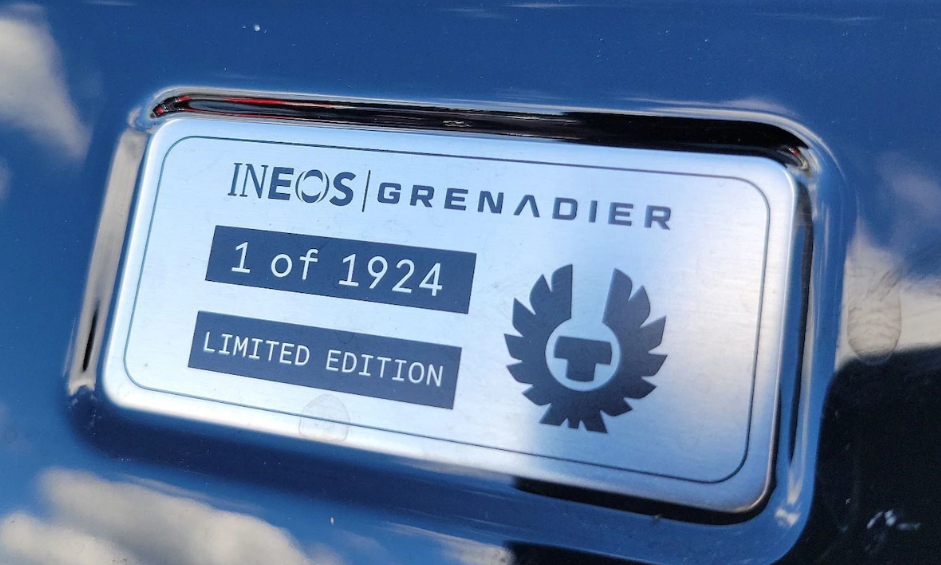 INEOS | GRENADIER
1 of 1924
LIMITED EDITION